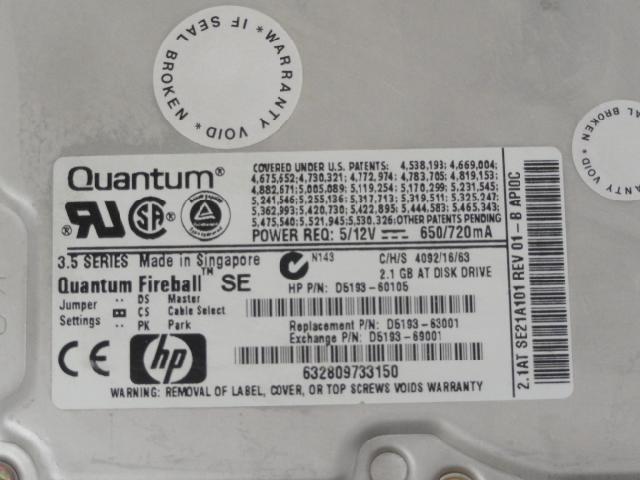 * WARRANTY VOID * IF SEAL BROKEN
* WARRANTY VOID * IF SEAL
Quantum®
COVERED UNDER U.S. PATENTS: 4,538,193; 4,669,004;
4,675,652; 4,730,321; 4,772,974; 4,783,705; 4,819,153;
4,882,671; 5,005,089; 5,119,254; 5,170,299; 5,231,545;
5,241,546; 5,255,136; 5,317,713; 5,319,511; 5,325,247;
5,362,393; 5,420,730; 5,422,895; 5,444,583; 5,465,343;
5,475,540; 5,521,945; 5,530,326; OTHER PATENTS PENDING
POWER REQ: 5/12V 650/720mA
3.5 SERIES Made in Singapore
N143
C/H/S 4092/16/63
2.1 GB AT DISK DRIVE
Quantum Fireball™ SE
HP P/N: D5193-60105
Jumper Settings
DS Master
CS Cable Select
PK Park
Replacement P/N: D5193-63001
Exchange P/N: D5193-69001
CE
hp
632809733150
WARNING: REMOVAL OF LABEL, COVER, OR TOP SCREWS VOIDS WARRANTY
2.1AT SE21A101 REV 01-B API0C